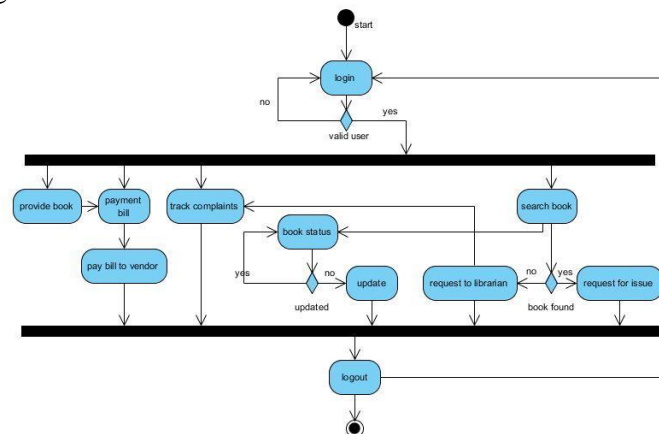 start
login
no
yes
valid user
provide book
payment
bill
track complaints
search book
book status
pay bill to vendor
yes
no
update
request to librarian
no
yes
request for issue
updated
book found
logout